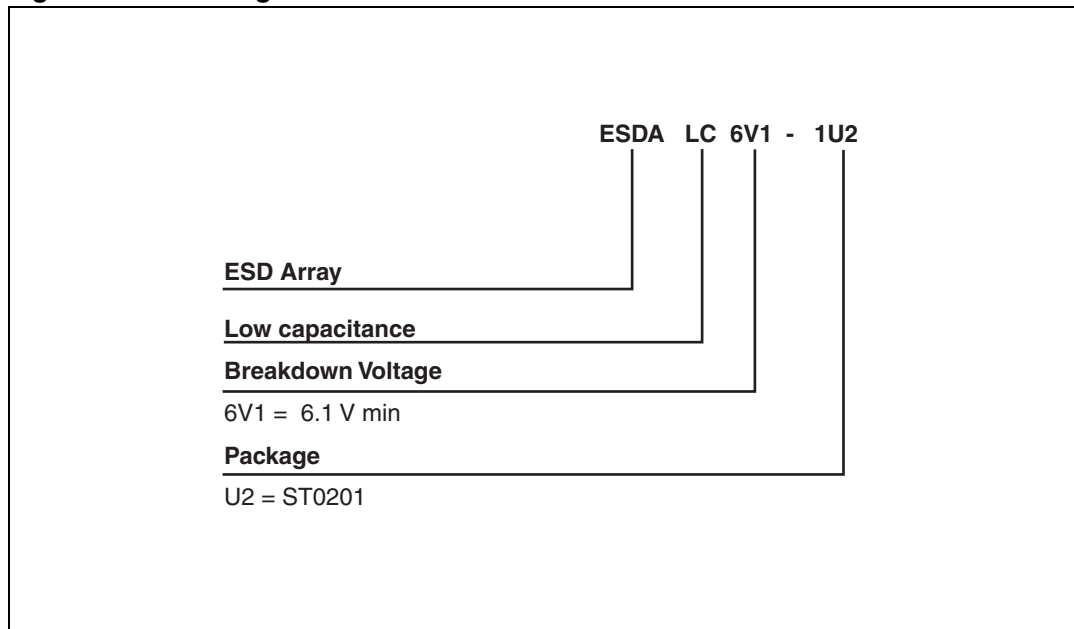 ESDA LC 6V1 - 1U2
ESD Array
Low capacitance
Breakdown Voltage
6V1 = 6.1 V min
Package
U2 = ST0201